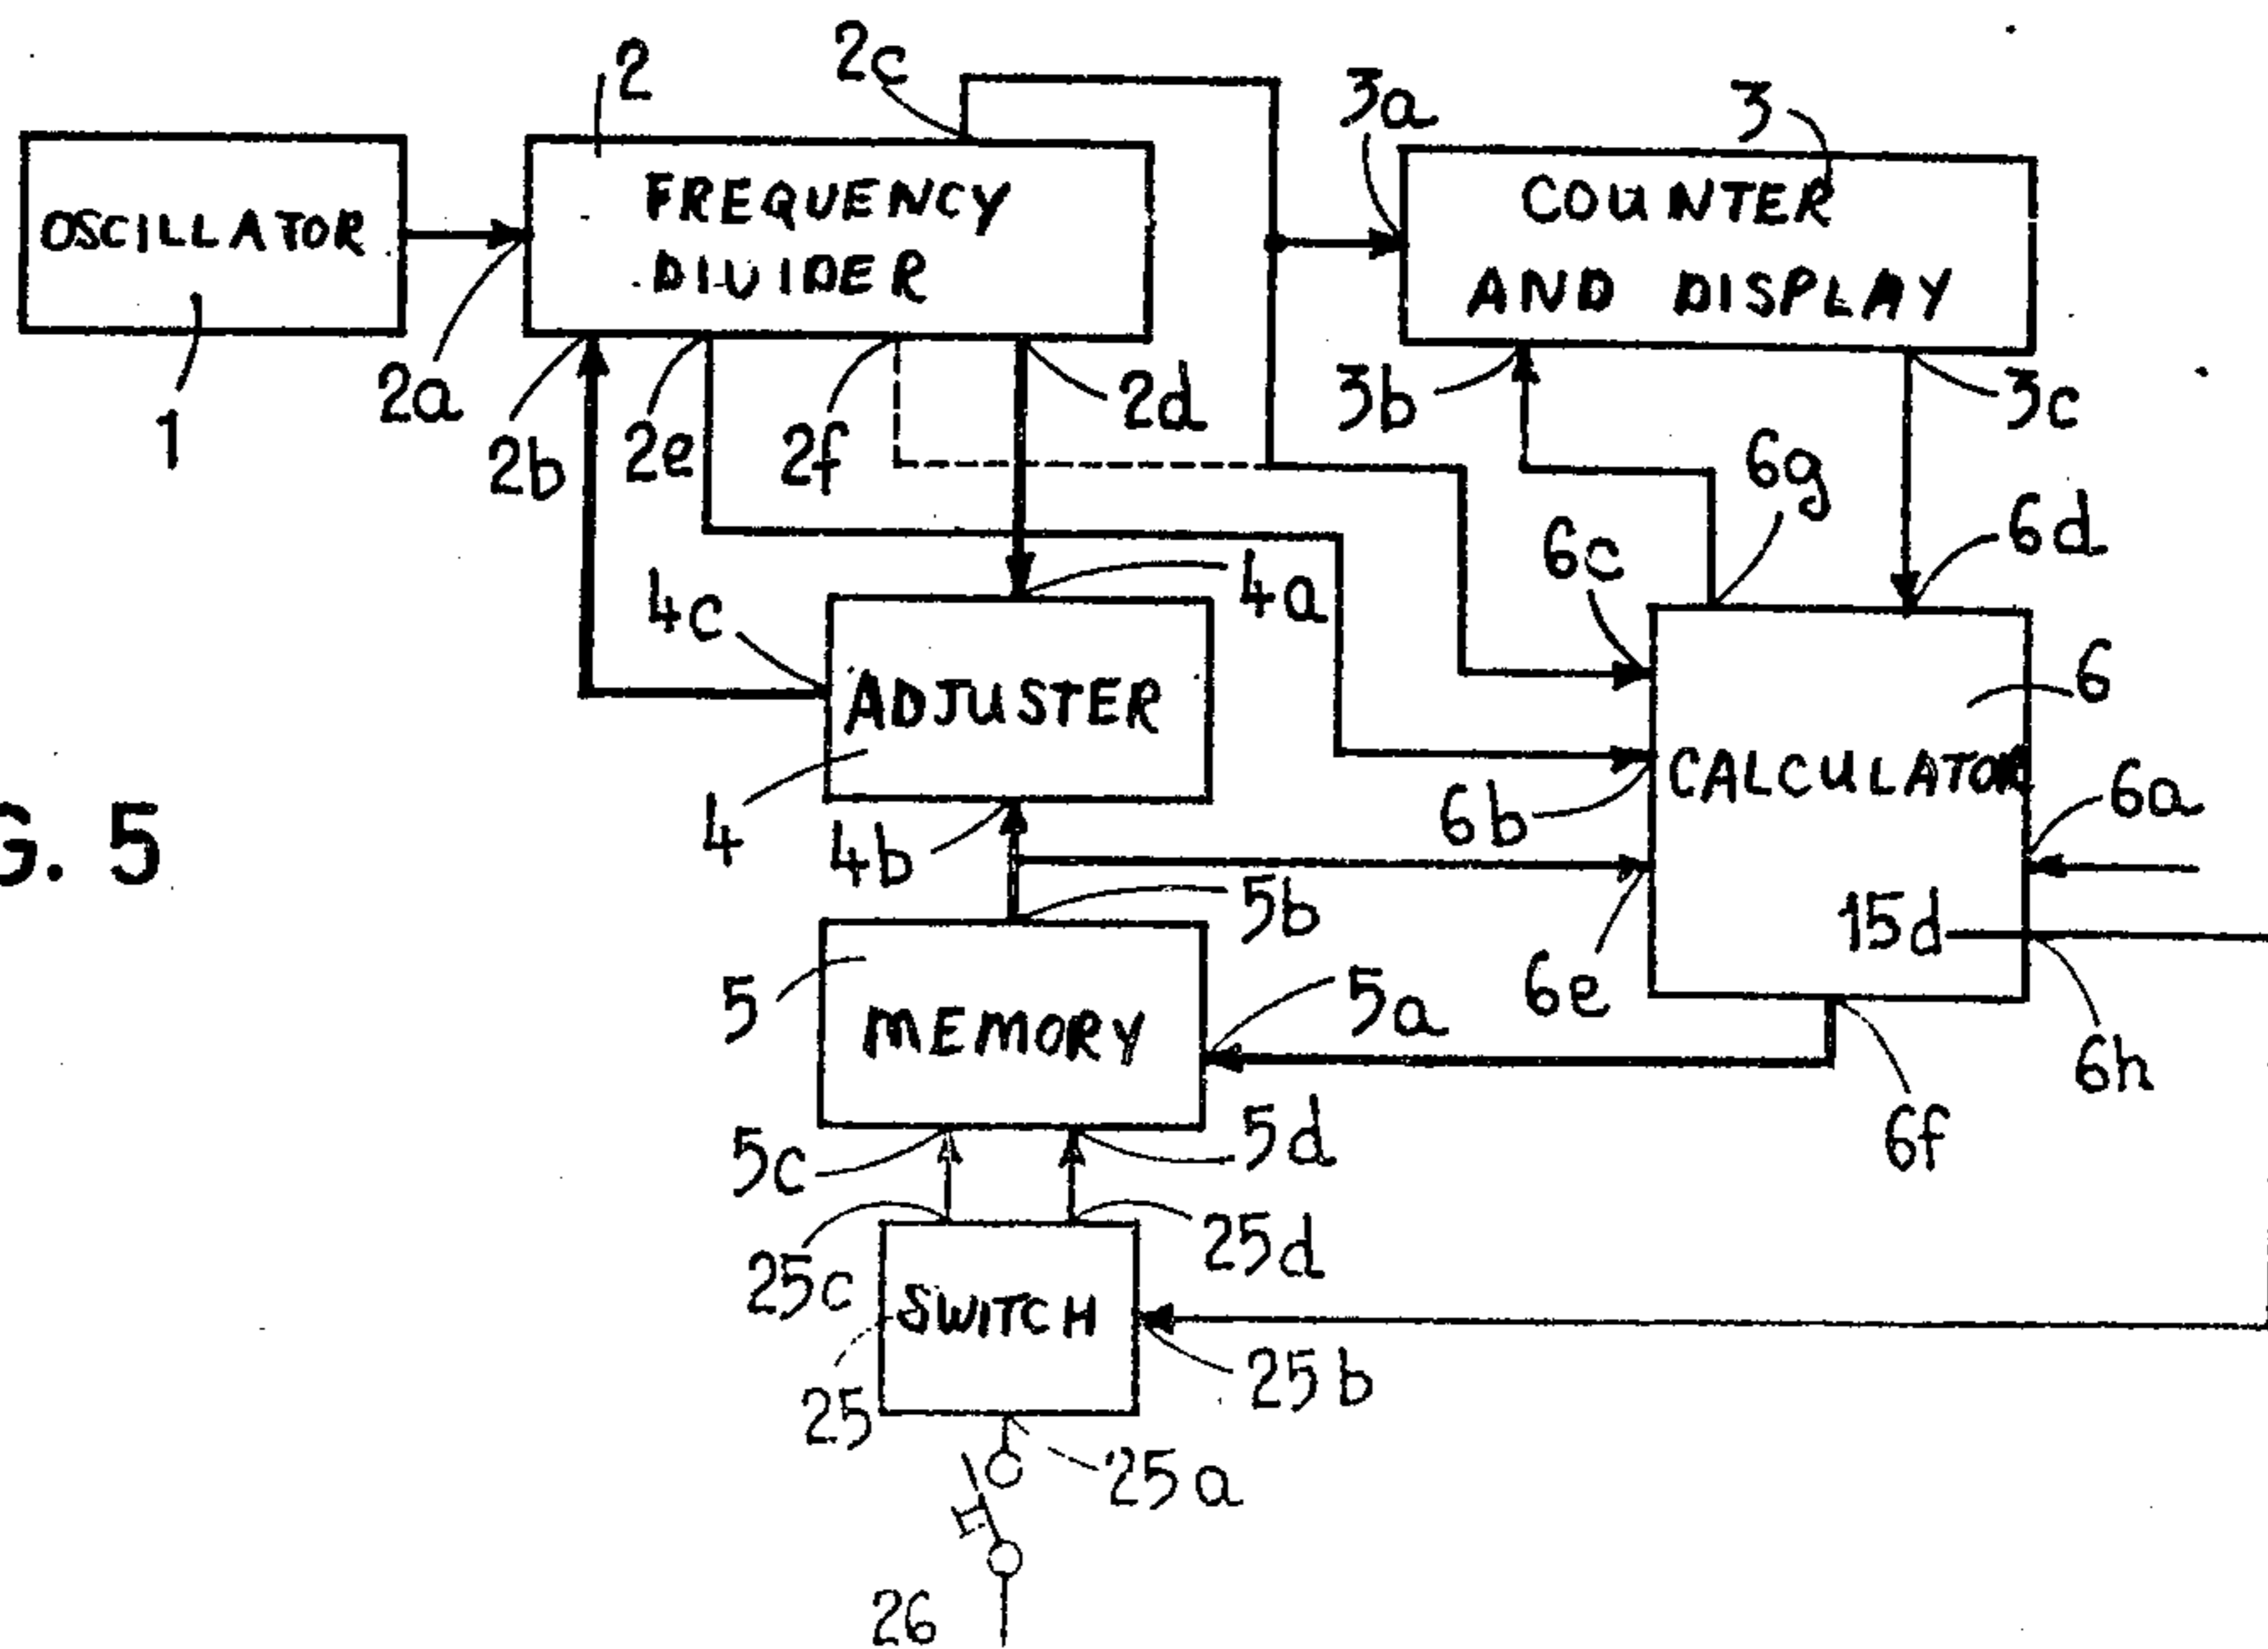 2
2c
3a
3
OSCILLATOR
FREQUENCY
DIVIDER
COUNTER
AND DISPLAY
1
2a
2b
2e
2f
2d
3b
3c
6g
6c
6d
4c
4a
ADJUSTER
6
CALCULATOR
4
4b
6b
6a
G. 5
5b
15d
5
MEMORY
5a
6e
6h
5c
5d
6f
25c
25d
SWITCH
25
25b
25a
26